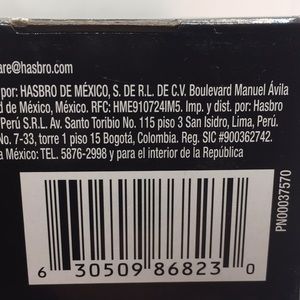 are@hasbro.com
por: HASBRO DE MÉXICO, S. DE R.L. DE C.V. Boulevard Manuel Ávila
d de México, México. RFC: HME910724IM5. Imp. y dist. por: Hasbro
/Perú S.R.L. Av. Santo Toribio No. 115 piso 3 San Isidro, Lima, Perú.
No. 7-33, torre 1 piso 15 Bogotá, Colombia. Reg. SIC #900362742.
a México: TEL. 5876-2998 y para el interior de la República
6 30509 86823 0
PN00037570